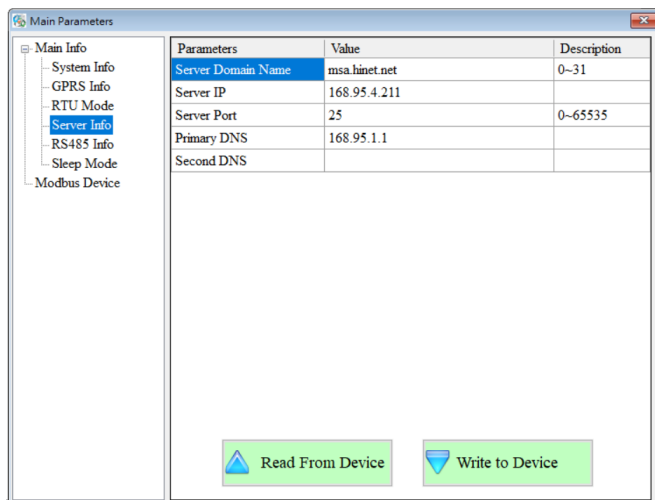 Main Parameters
Main Info
System Info
GPRS Info
RTU Mode
Server Info
RS485 Info
Sleep Mode
Modbus Device
Parameters Value Description
Server Domain Name msa.hinet.net 0~31
Server IP 168.95.4.211
Server Port 25 0~65535
Primary DNS 168.95.1.1
Second DNS
Read From Device Write to Device